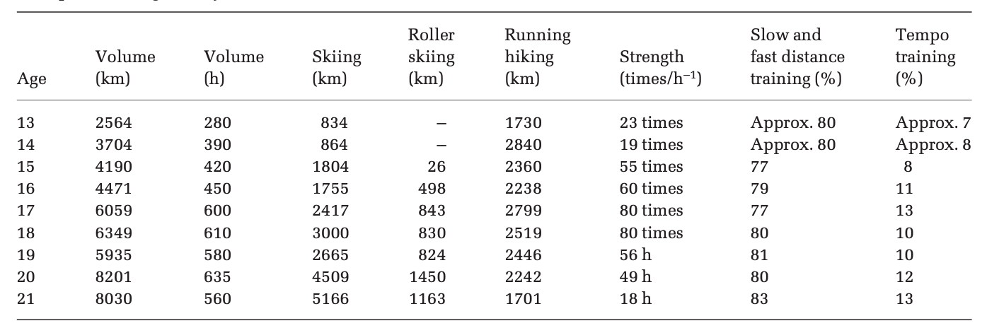 Age Volume (km) Volume (h) Skiing (km) Roller skiing (km) Running hiking (km) Strength (times/h⁻¹) Slow and fast distance training (%) Tempo training (%)
13 2564 280 834 – 1730 23 times Approx. 80 Approx. 7
14 3704 390 864 – 2840 19 times Approx. 80 Approx. 8
15 4190 420 1804 26 2360 55 times 77 8
16 4471 450 1755 498 2238 60 times 79 11
17 6059 600 2417 843 2799 80 times 77 13
18 6349 610 3000 830 2519 80 times 80 10
19 5935 580 2665 824 2446 56 h 81 10
20 8201 635 4509 1450 2242 49 h 80 12
21 8030 560 5166 1163 1701 18 h 83 13